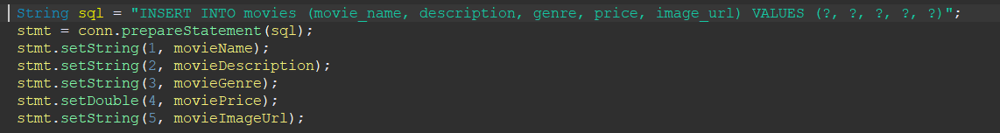 String sql = "INSERT INTO movies (movie_name, description, genre, price, image_url) VALUES (?, ?, ?, ?, ?)";
stmt = conn.prepareStatement(sql);
stmt.setString(1, movieName);
stmt.setString(2, movieDescription);
stmt.setString(3, movieGenre);
stmt.setDouble(4, moviePrice);
stmt.setString(5, movieImageUrl);